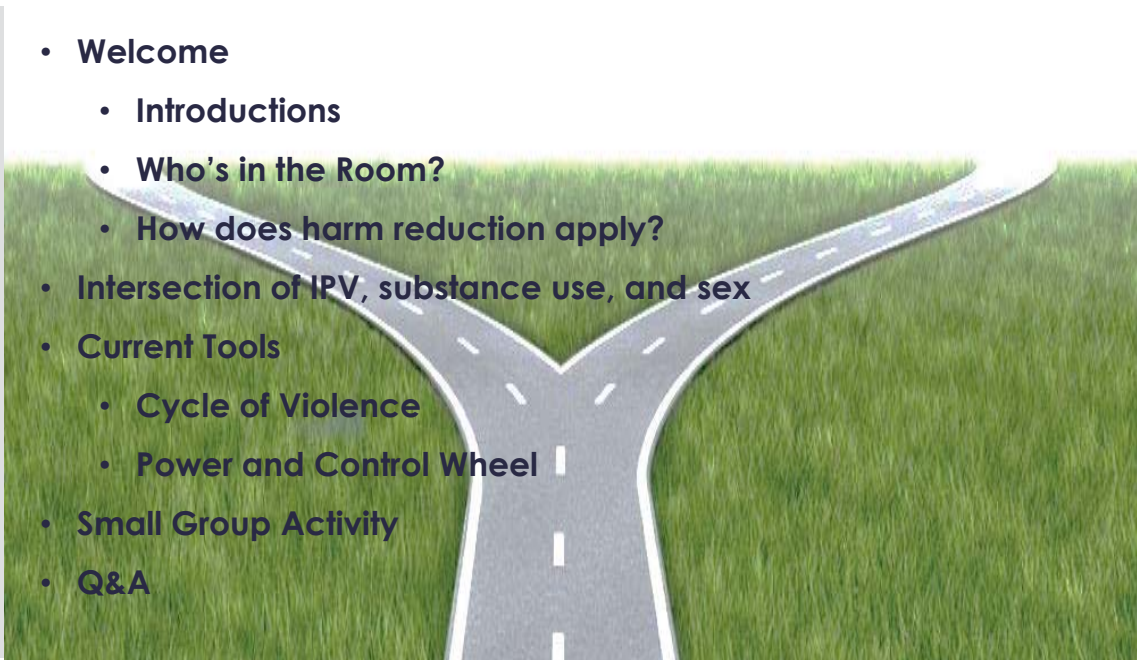 • Welcome
• Introductions
• Who’s in the Room?
• How does harm reduction apply?
• Intersection of IPV, substance use, and sex
• Current Tools
• Cycle of Violence
• Power and Control Wheel
• Small Group Activity
• Q&A